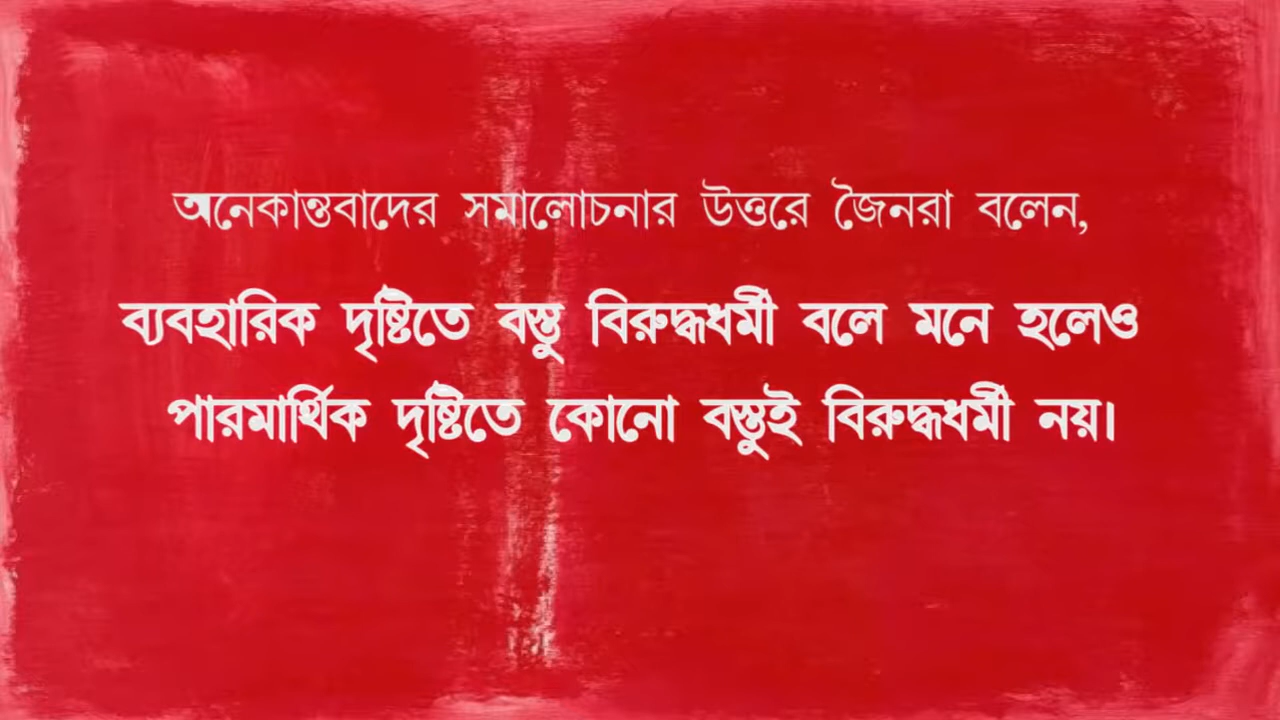 অনেকান্তবাদের সমালোচনার উত্তরে জৈনরা বলেন,
ব্যবহারিক দৃষ্টিতে বস্তু বিরুদ্ধধর্মী বলে মনে হলেও
পারমার্থিক দৃষ্টিতে কোনো বস্তুই বিরুদ্ধধর্মী নয়।